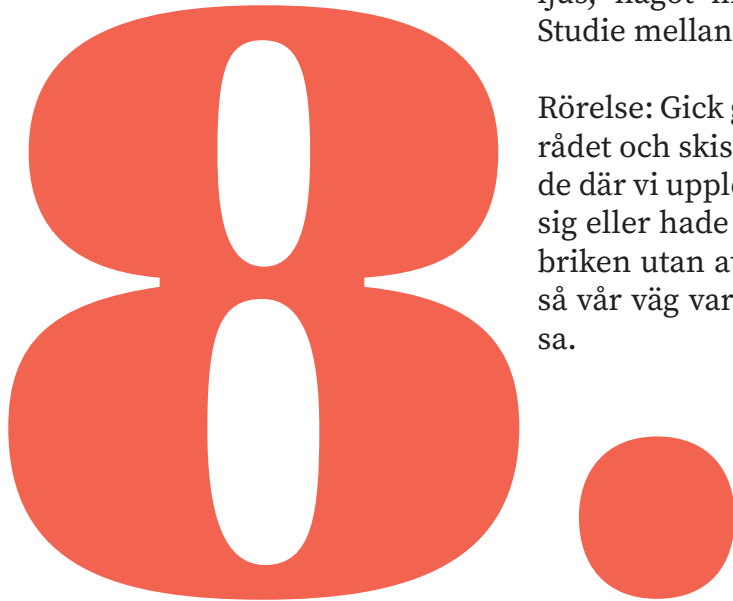 Studie mellan
Rörelse: Gick
rådet och skis
de där vi uppl
sig eller hade
briken utan a
så vår väg var
sa.
8.